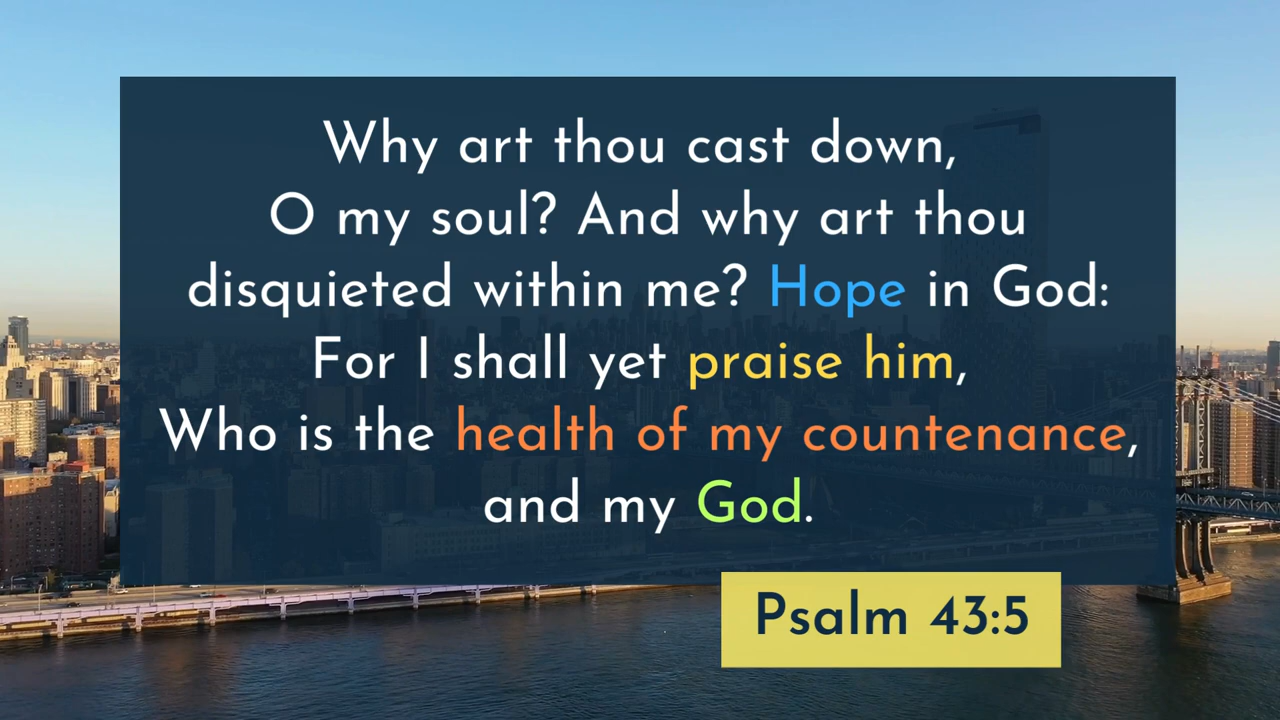 Why art thou cast down,
O my soul? And why art thou
disquieted within me? Hope in God:
For I shall yet praise him,
Who is the health of my countenance,
and my God.
Psalm 43:5